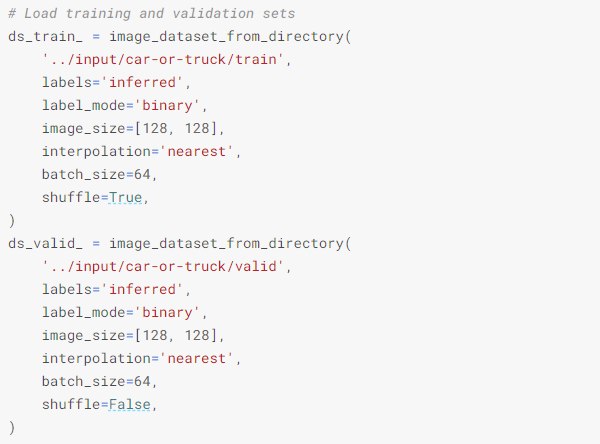 # Load training and validation sets
ds_train_ = image_dataset_from_directory(
    '../input/car-or-truck/train',
    labels='inferred',
    label_mode='binary',
    image_size=[128, 128],
    interpolation='nearest',
    batch_size=64,
    shuffle=True,
)
ds_valid_ = image_dataset_from_directory(
    '../input/car-or-truck/valid',
    labels='inferred',
    label_mode='binary',
    image_size=[128, 128],
    interpolation='nearest',
    batch_size=64,
    shuffle=False,
)